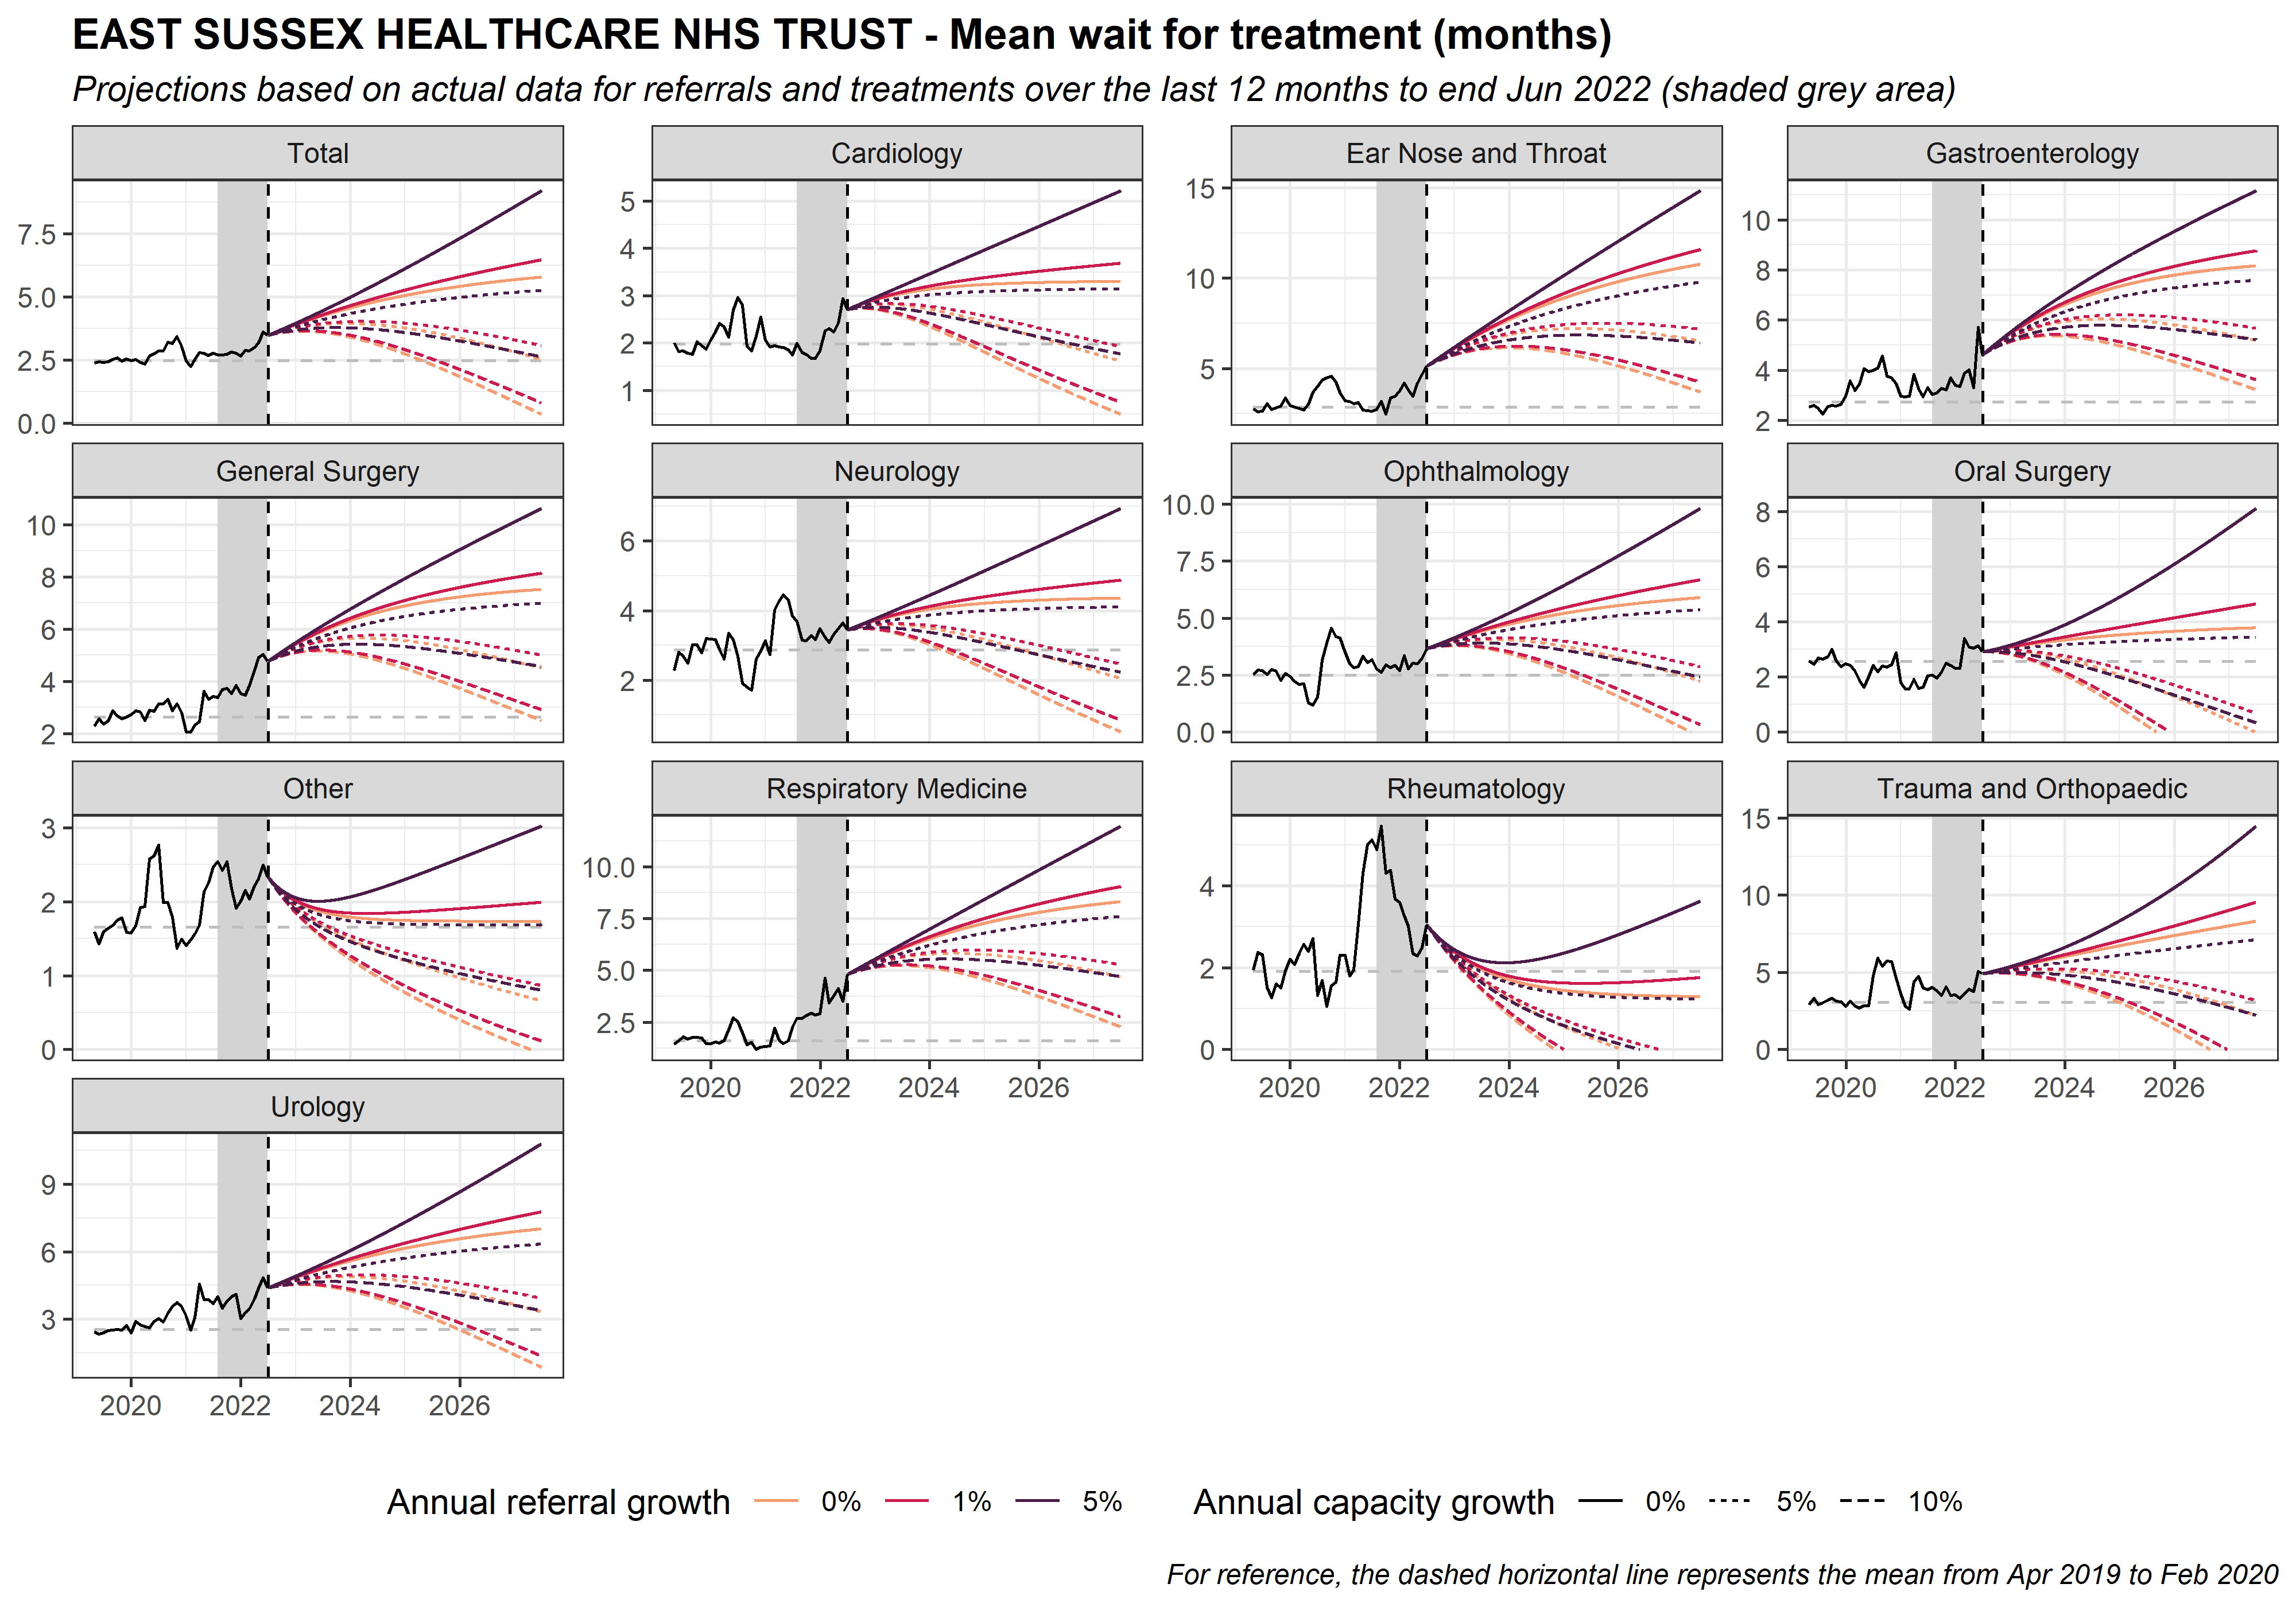 EAST SUSSEX HEALTHCARE NHS TRUST - Mean wait for treatment (months)
Projections based on actual data for referrals and treatments over the last 12 months to end Jun 2022 (shaded grey area)
Total
Cardiology
Ear Nose and Throat
Gastroenterology
7.5
5.0
2.5
0.0
5
4
3
2
1
15
10
5
10
8
6
4
2
General Surgery
Neurology
Ophthalmology
Oral Surgery
10
8
6
4
2
6
4
2
10.0
7.5
5.0
2.5
0.0
8
6
4
2
0
Other
Respiratory Medicine
Rheumatology
Trauma and Orthopaedic
3
2
1
0
10.0
7.5
5.0
2.5
4
2
0
15
10
5
0
2020 2022 2024 2026
2020 2022 2024 2026
2020 2022 2024 2026
Urology
9
6
3
2020 2022 2024 2026
Annual referral growth 0% 1% 5%
Annual capacity growth 0% 5% 10%
For reference, the dashed horizontal line represents the mean from Apr 2019 to Feb 2020